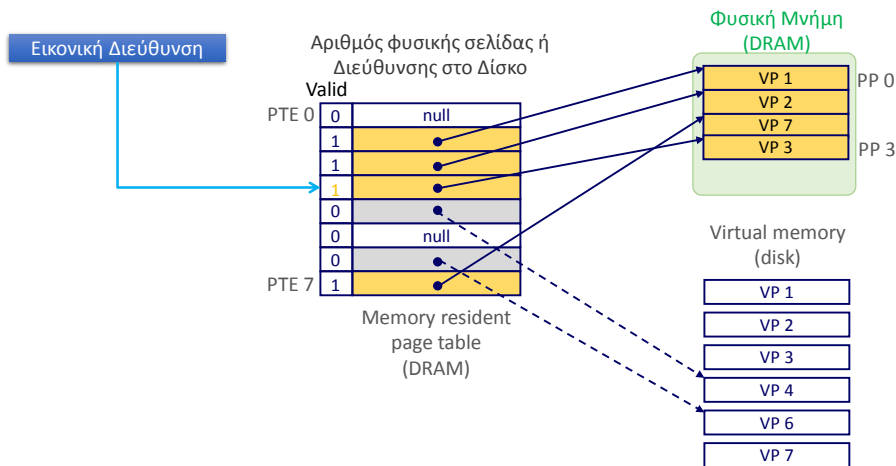 Εικονική Διεύθυνση
Αριθμός φυσικής σελίδας ή
Διεύθυνσης στο Δίσκο
Valid
PTE 0
0
null
1
1
1
0
0
null
0
PTE 7
1
Memory resident
page table
(DRAM)
Φυσική Μνήμη
(DRAM)
VP 1
PP 0
VP 2
VP 7
VP 3
PP 3
Virtual memory
(disk)
VP 1
VP 2
VP 3
VP 4
VP 6
VP 7